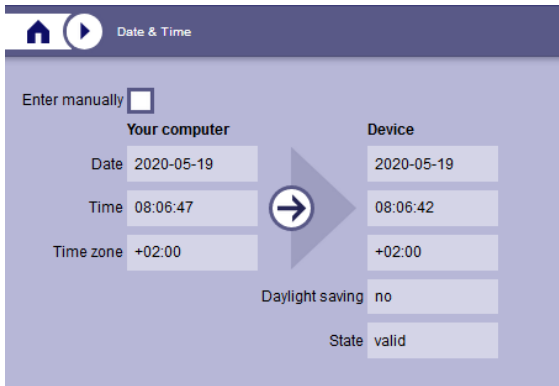 Date & Time
Enter manually
Your computer Device
Date 2020-05-19 2020-05-19
Time 08:06:47 08:06:42
Time zone +02:00 +02:00
Daylight saving no
State valid